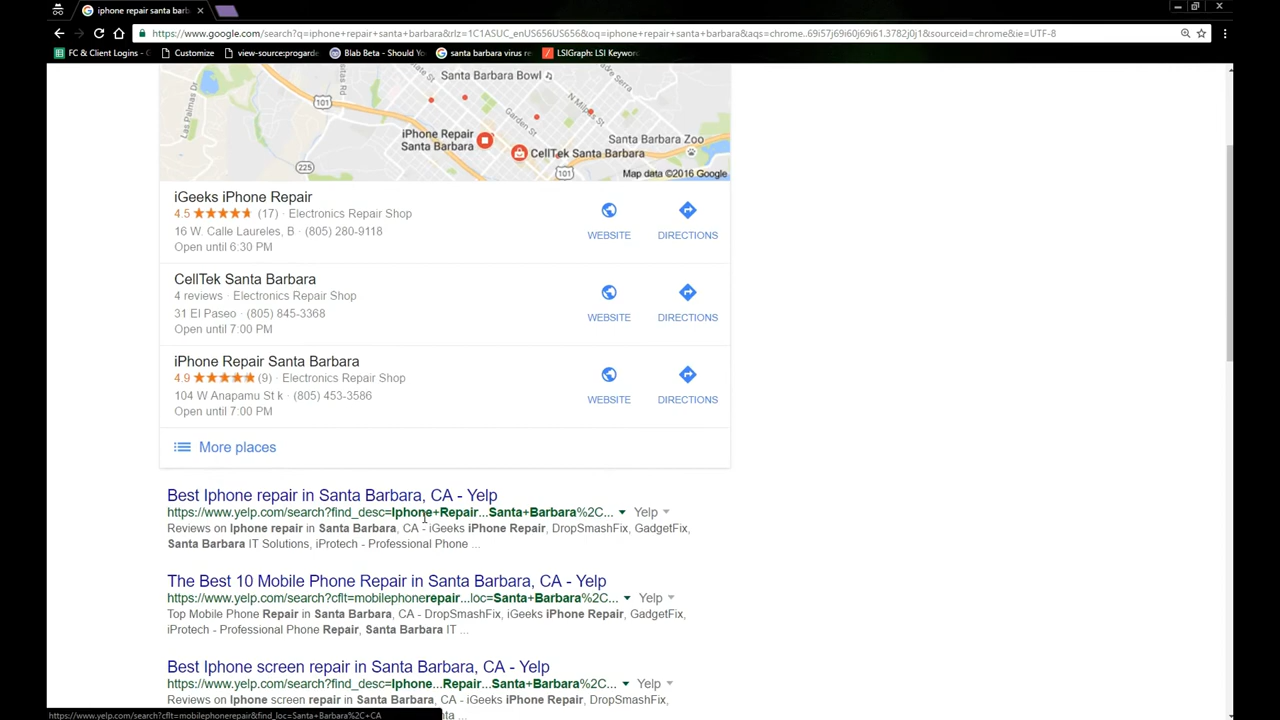 iphone repair santa barb
https://www.google.com/search?q=iphone+repair+santa+barbara&rlz=1C1ASUC_enUS656US656&oq=iphone+repair+santa+barbara&aqs=chrome..69i57j69i60j69i61.3782j0j1&sourceid=chrome&ie=UTF-8
FC & Client Logins - Customize view-source:progarde Blab Beta - Should Yo santa barbara virus re LSIGraph: LSI Keywor
Santa Barbara Bowl
Las Palmas Dr
101
N Milpas St
Garden St
iPhone Repair
Santa Barbara
Santa Barbara Zoo
CellTek Santa Barbara
225
101
Map data ©2016 Google
iGeeks iPhone Repair
4.5 (17) · Electronics Repair Shop
16 W. Calle Laureles, B · (805) 280-9118
Open until 6:30 PM
WEBSITE DIRECTIONS
CellTek Santa Barbara
4 reviews · Electronics Repair Shop
31 El Paseo · (805) 845-3368
Open until 7:00 PM
WEBSITE DIRECTIONS
iPhone Repair Santa Barbara
4.9 (9) · Electronics Repair Shop
104 W Anapamu St k · (805) 453-3586
Open until 7:00 PM
WEBSITE DIRECTIONS
More places
Best Iphone repair in Santa Barbara, CA - Yelp
https://www.yelp.com/search?find_desc=Iphone+Repair...Santa+Barbara%2C... Yelp
Reviews on Iphone repair in Santa Barbara, CA - iGeeks iPhone Repair, DropSmashFix, GadgetFix,
Santa Barbara IT Solutions, iProtech - Professional Phone ...
The Best 10 Mobile Phone Repair in Santa Barbara, CA - Yelp
https://www.yelp.com/search?cflt=mobilephonerepair...loc=Santa+Barbara%2C... Yelp
Top Mobile Phone Repair in Santa Barbara, CA - DropSmashFix, iGeeks iPhone Repair, GadgetFix,
iProtech - Professional Phone Repair, Santa Barbara IT ...
Best Iphone screen repair in Santa Barbara, CA - Yelp
https://www.yelp.com/search?find_desc=Iphone...Repair...Santa+Barbara%2C... Yelp
Reviews on Iphone screen repair in Santa Barbara, CA - iGeeks iPhone Repair, DropSmashFix,
https://www.yelp.com/search?cflt=mobilephonerepair&find_loc=Santa+Barbara%2C+CA